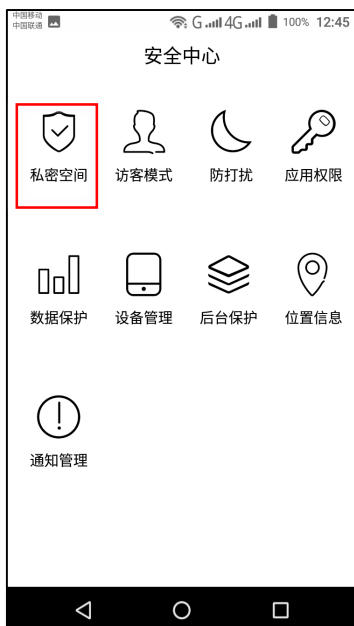 中国移动
中国联通 G 4G 100% 12:45
安全中心
私密空间 访客模式 防打扰 应用权限
数据保护 设备管理 后台保护 位置信息
通知管理